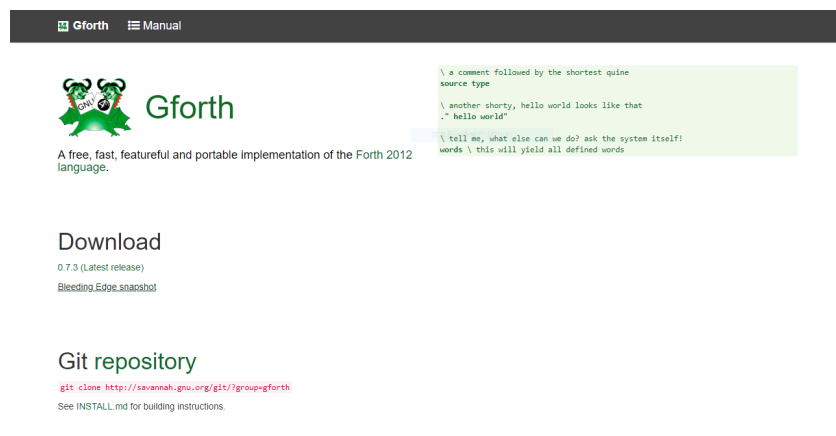 Gforth Manual
GNU
Gforth
A free, fast, featureful and portable implementation of the Forth 2012
language.
\ a comment followed by the shortest quine
source type
\ another shorty, hello world looks like that
." hello world"
\ tell me, what else can we do? ask the system itself!
words \ this will yield all defined words
Download
0.7.3 (Latest release)
Bleeding Edge snapshot
Git repository
git clone http://savannah.gnu.org/git/?group=gforth
See INSTALL.md for building instructions.